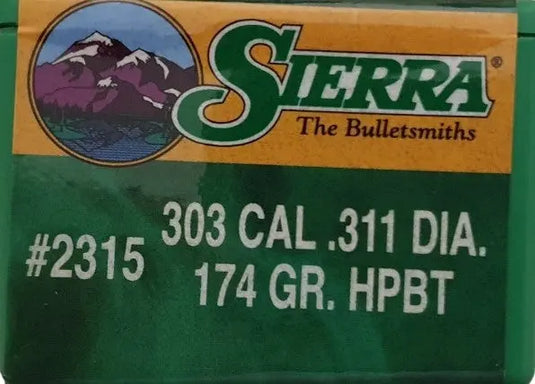 SIERRA®
The Bulletsmiths
303 CAL .311 DIA.
#2315
174 GR. HPBT